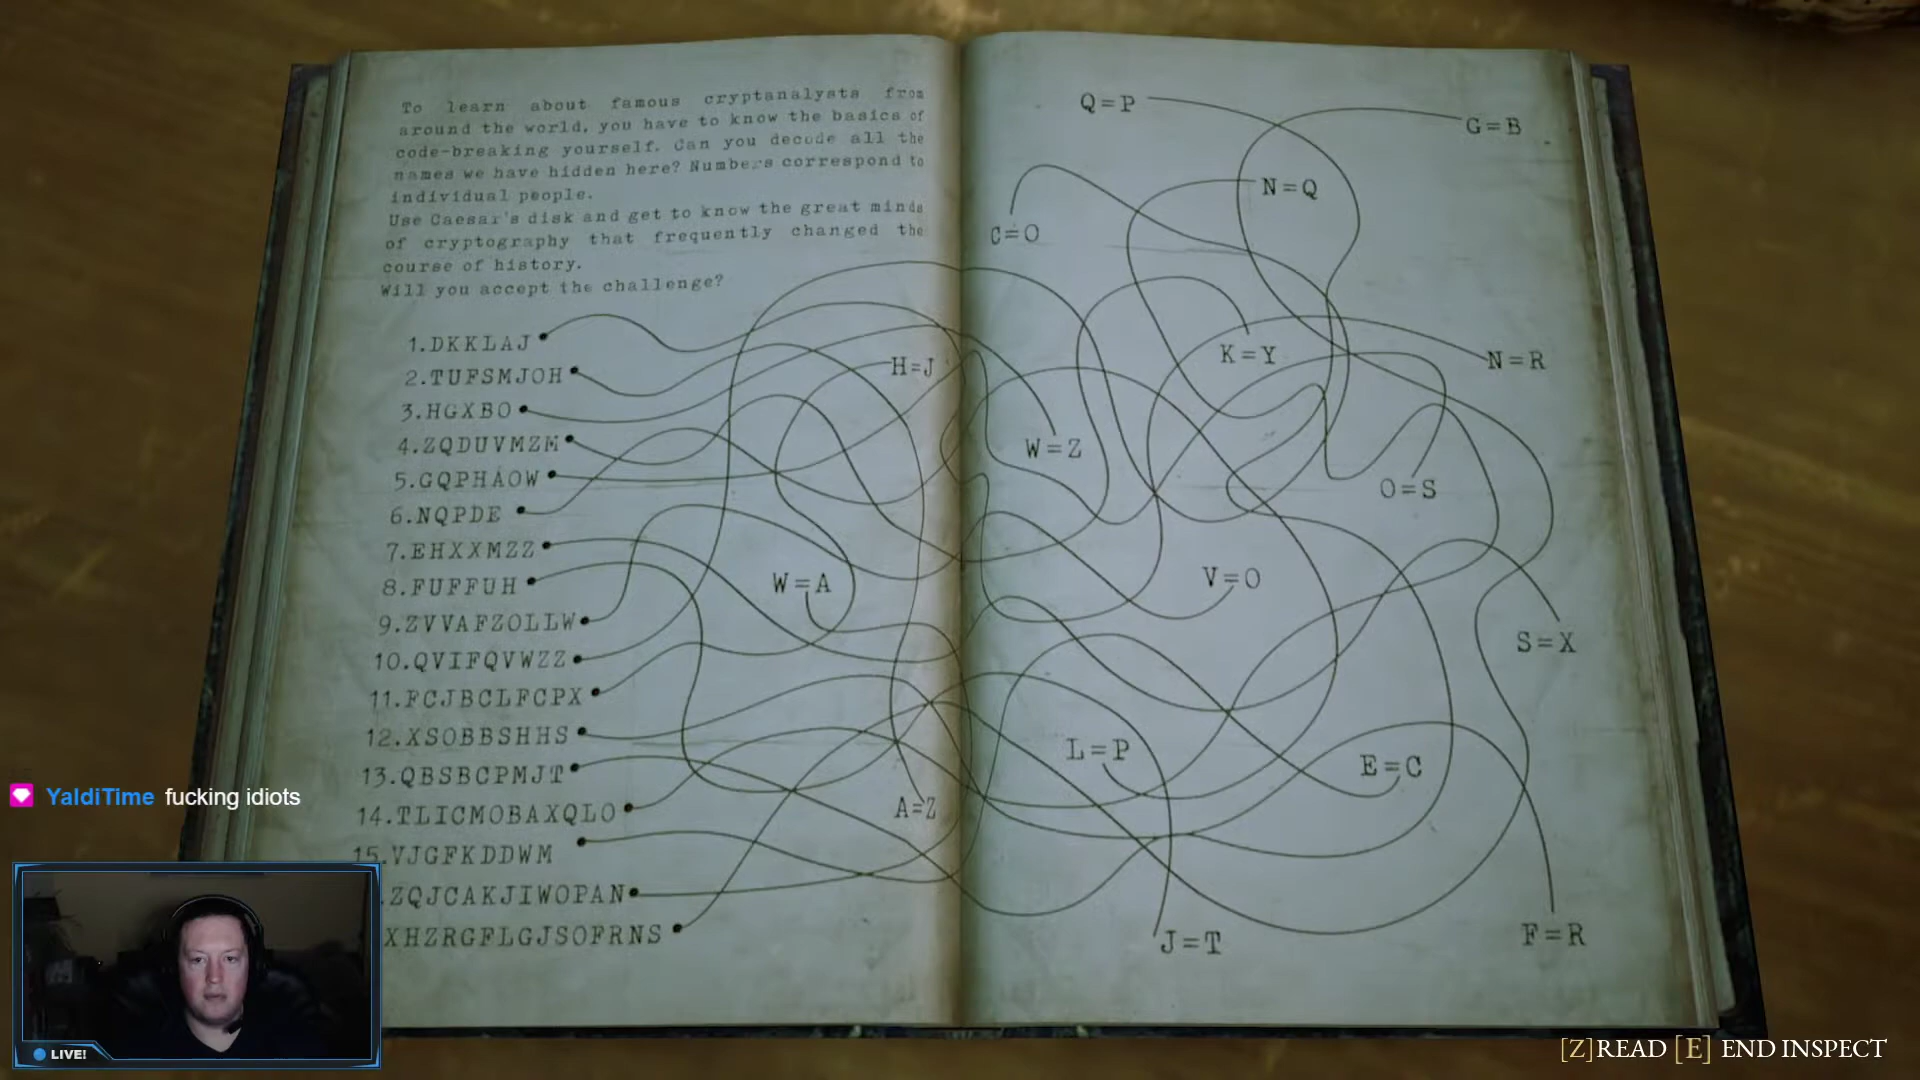 To learn about famous cryptanalysts from
around the world, you have to know the basics of
code-breaking yourself. Can you decode all the
names we have hidden here? Numbers correspond to
individual people.
Use Caesar's disk and get to know the great minds
of cryptography that frequently changed the
course of history.
Will you accept the challenge?
1.DKKLAJ
2.TUFSMJOH
3.HGXBO
4.ZQDUVMZM
5.GQPHAOW
6.NQPDE
7.EHXXMZZ
8.FUFFUH
9.ZVVAFZOLLW
10.QVIFQVWZZ
11.FCJBCLFCPX
12.XSOBBSHHS
13.QBSBCPMJT
14.TLICMOBAXQLO
15.VJGFKDDWM
.ZQJCAKJIWOPAN
XHZRGFLGJSOFRNS
H=J
W=A
A=Z
Q=P
G=B
N=Q
C=O
K=Y
N=R
W=Z
O=S
V=O
S=X
L=P
E=C
J=T
F=R
YaldiTime fucking idiots
LIVE!
[Z]READ [E] END INSPECT